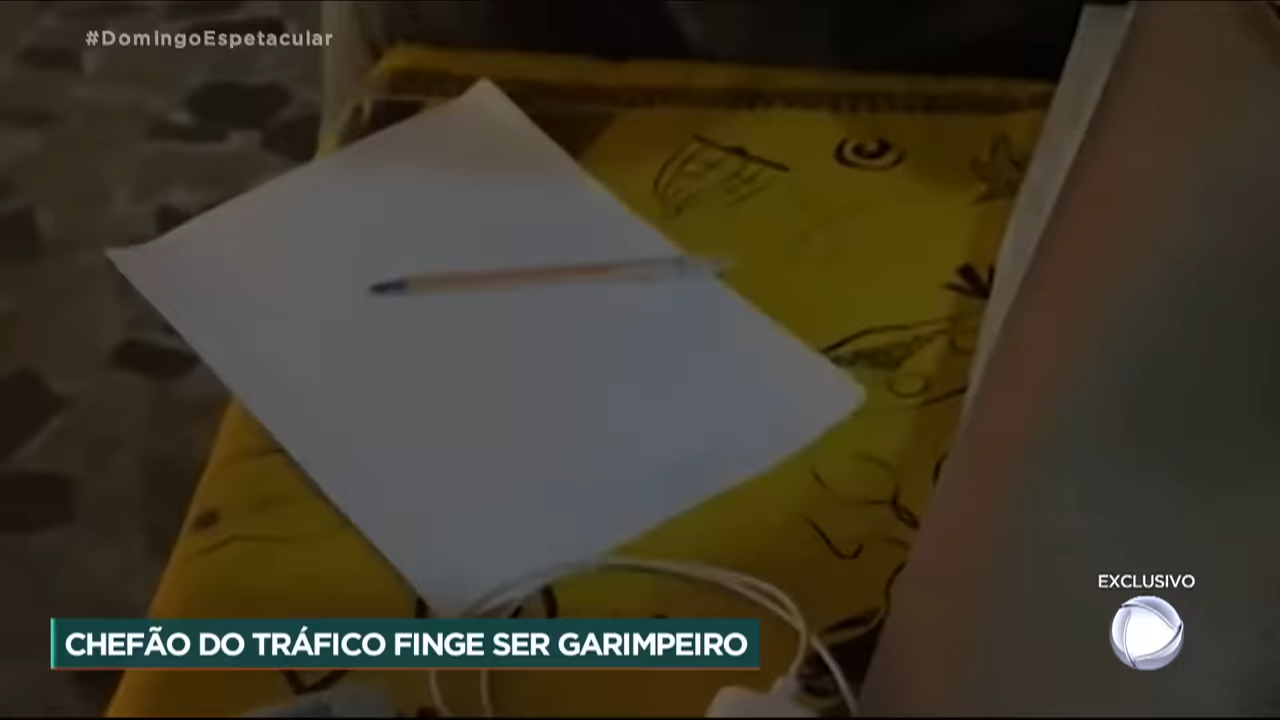 #DomingoEspetacular
EXCLUSIVO
CHEFÃO DO TRÁFICO FINGE SER GARIMPEIRO